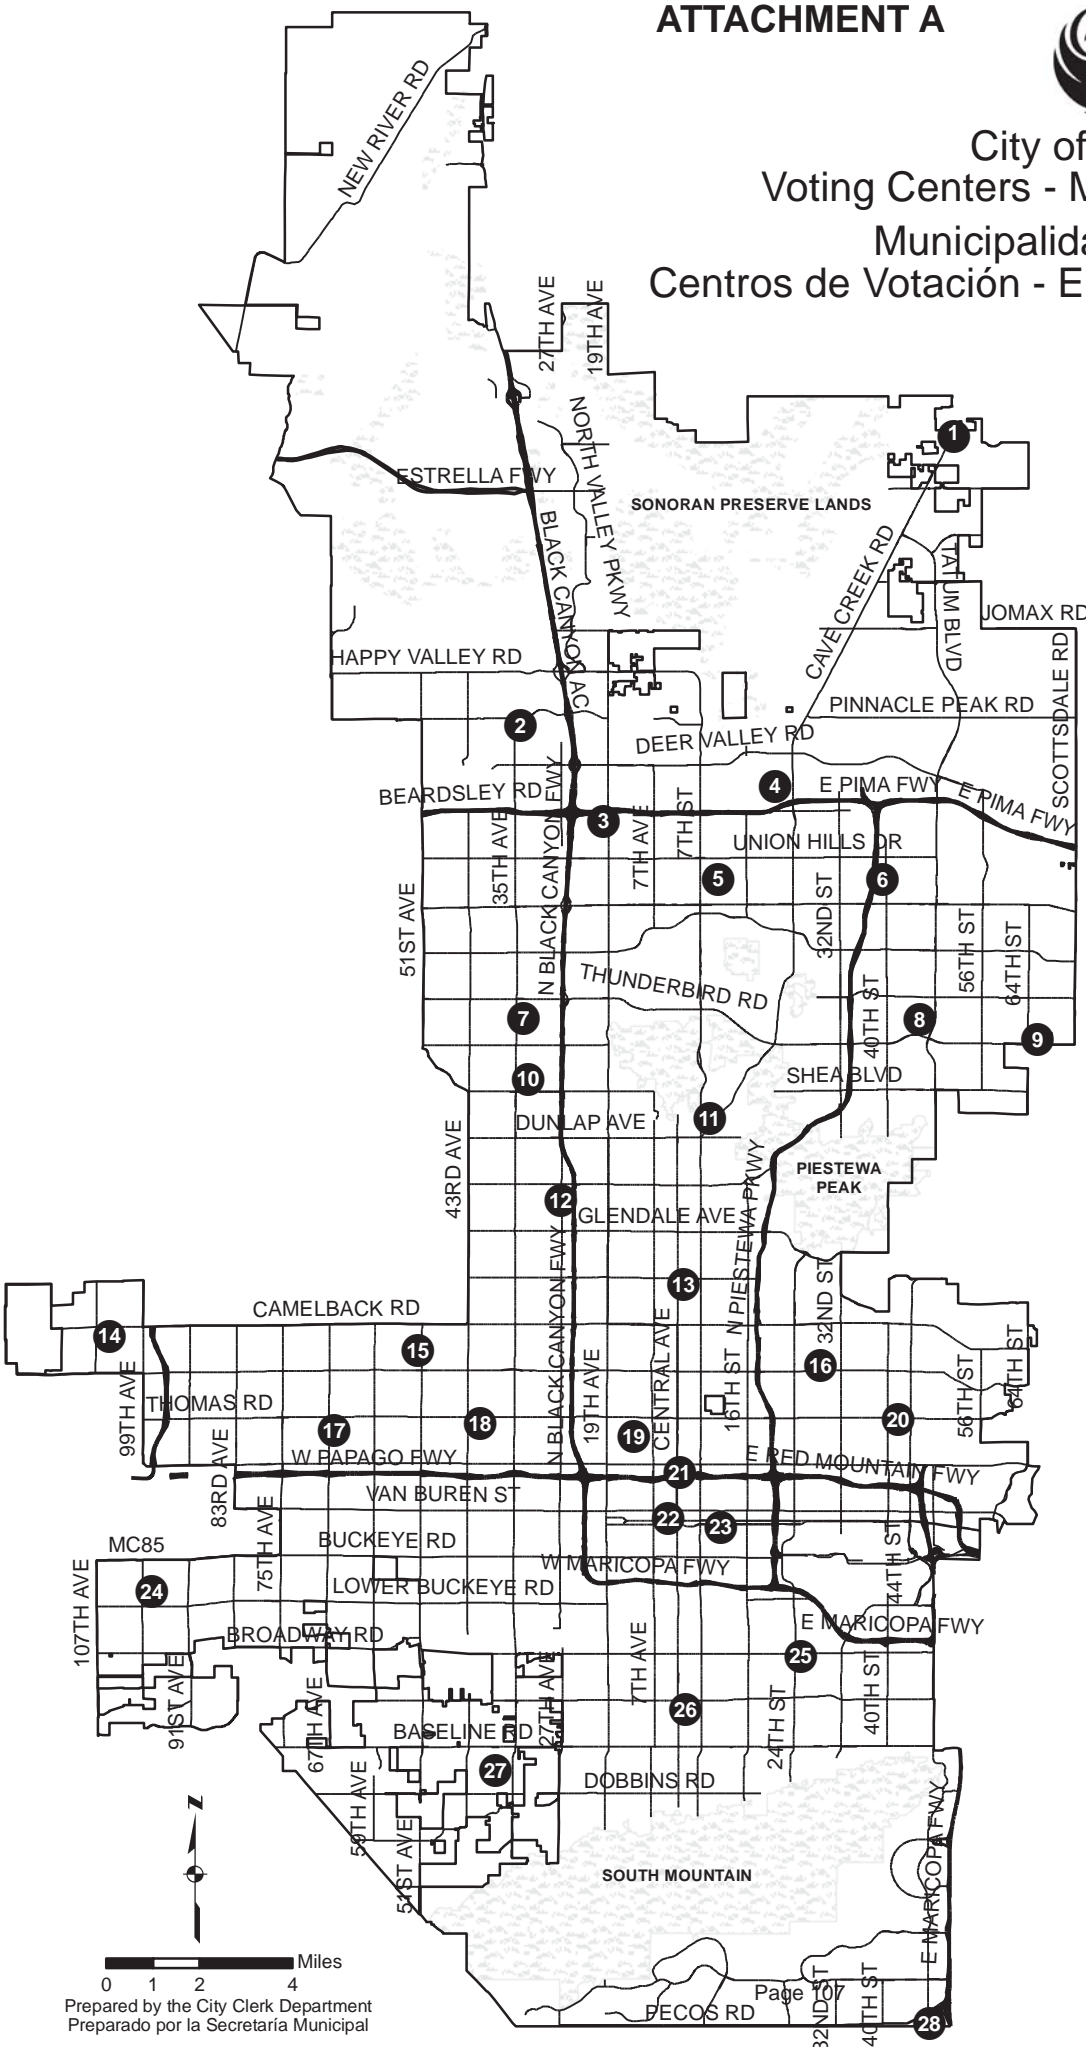 ATTACHMENT A
City of
Voting Centers - M
Municipalida
Centros de Votación - E
NEW RIVER RD
27TH AVE
19TH AVE
NORTH VALLEY PKWY
1
ESTRELLA FWY
SONORAN PRESERVE LANDS
BLACK CANYON AC
CAVE CREEK RD
TATUM BLVD
JOMAX RD
HAPPY VALLEY RD
SCOTTSDALE RD
PINNACLE PEAK RD
2
DEER VALLEY RD
BEARDSLEY RD
4
E PIMA FWY
E PIMA FWY
3
N BLACK CANYON FWY
35TH AVE
7TH AVE
7TH ST
UNION HILLS DR
5
6
51ST AVE
32ND ST
56TH ST
64TH ST
THUNDERBIRD RD
40TH ST
7
8
9
10
SHEA BLVD
11
DUNLAP AVE
43RD AVE
PIESTEWA
PEAK
12
GLENDALE AVE
N PIESTEWA PKWY
N BLACK CANYON FWY
13
32ND ST
CAMELBACK RD
14
15
16
99TH AVE
19TH AVE
CENTRAL AVE
16TH ST
56TH ST
64TH ST
THOMAS RD
17
18
19
20
W PAPAGO FWY
21
E RED MOUNTAIN FWY
83RD AVE
VAN BUREN ST
22
23
75TH AVE
BUCKEYE RD
MC85
W MARICOPA FWY
44TH ST
107TH AVE
24
LOWER BUCKEYE RD
E MARICOPA FWY
BROADWAY RD
25
91ST AVE
67TH AVE
27TH AVE
7TH AVE
24TH ST
40TH ST
26
BASELINE RD
27
DOBBINS RD
59TH AVE
51ST AVE
E MARICOPA FWY
SOUTH MOUNTAIN
Z
Miles
0 1 2 4
Prepared by the City Clerk Department
Preparado por la Secretaría Municipal
Page 107
PECOS RD
32ND ST
40TH ST
28